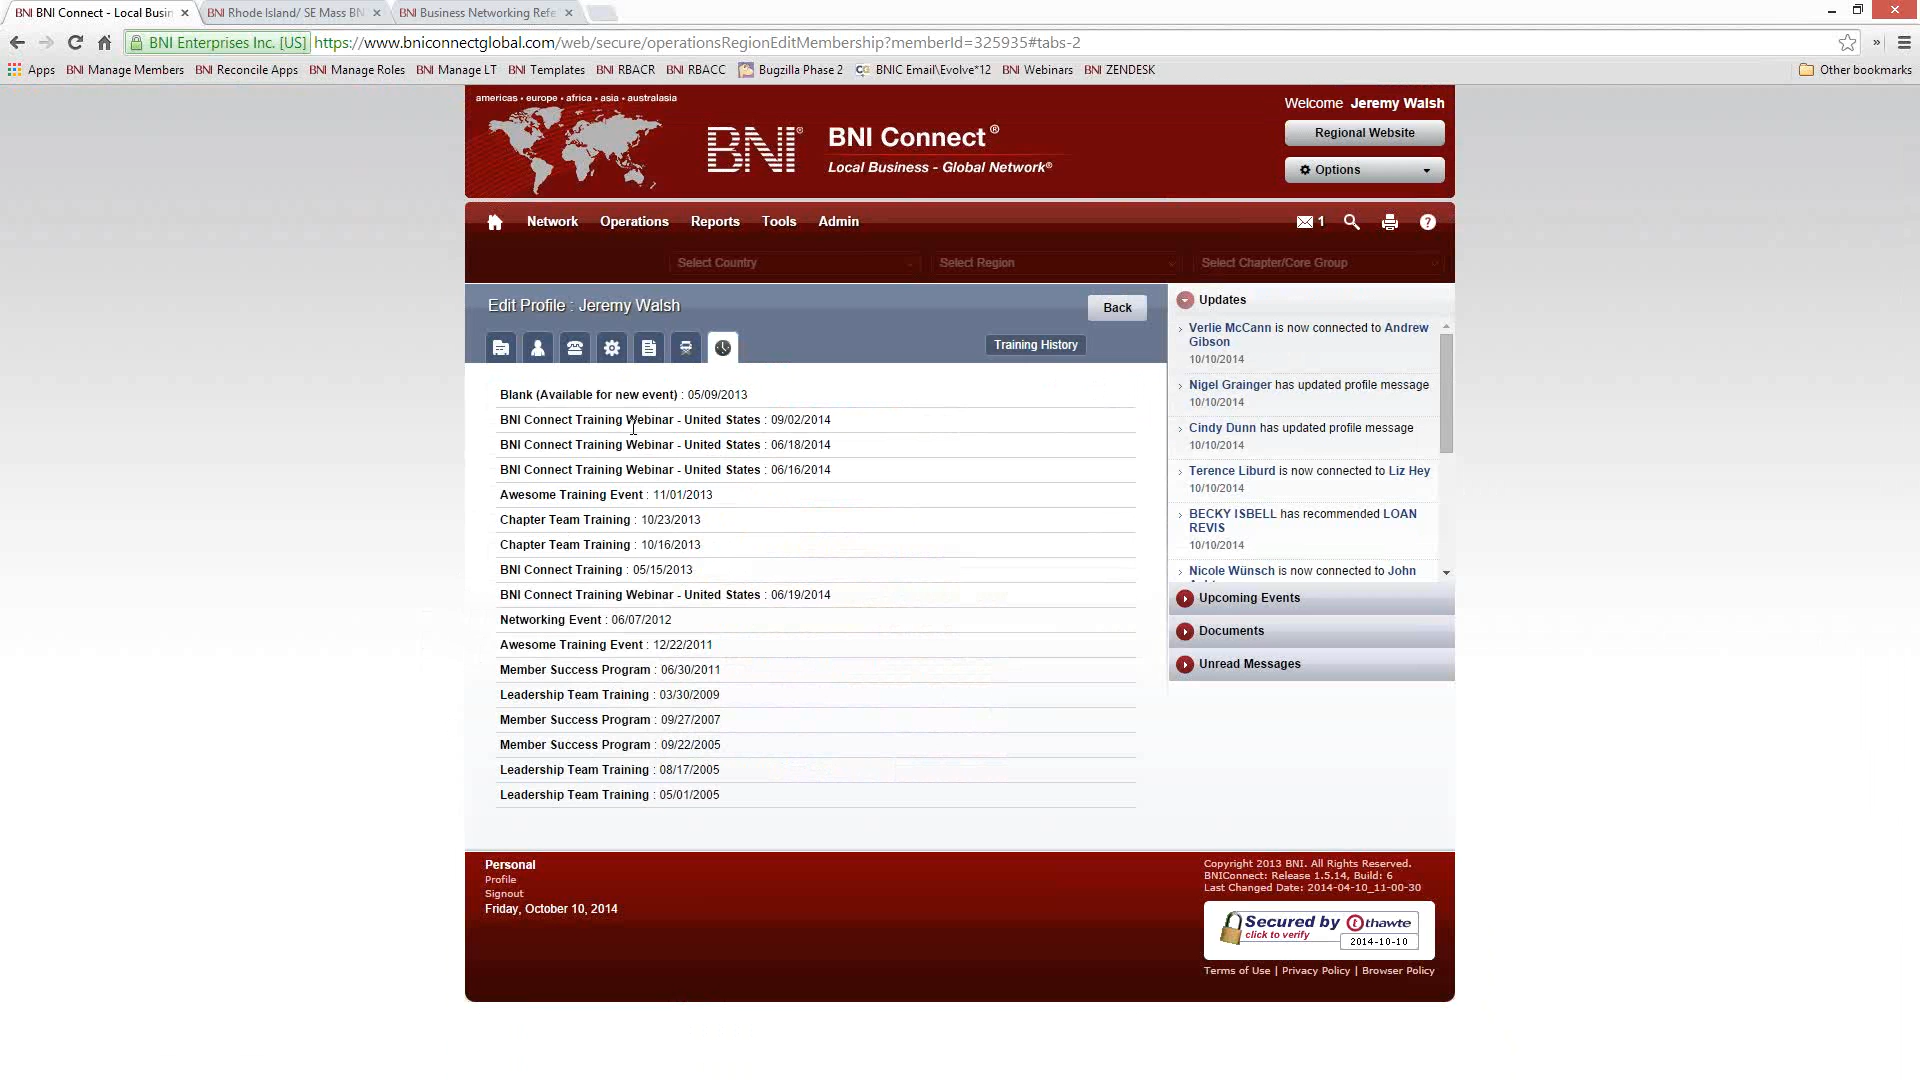 BNI BNI Connect - Local Busin
BNI Rhode Island/ SE Mass BN
BNI Business Networking Refe
BNI Enterprises Inc. [US] https://www.bniconnectglobal.com/web/secure/operationsRegionEditMembership?memberId=325935#tabs-2
Apps BNI Manage Members BNI Reconcile Apps BNI Manage Roles BNI Manage LT BNI Templates BNI RBACR BNI RBACC Bugzilla Phase 2 BNIC Email\Evolve*12 BNI Webinars BNI ZENDESK Other bookmarks
americas • europe • africa • asia • australasia
BNI®
BNI Connect®
Local Business - Global Network®
Welcome Jeremy Walsh
Regional Website
Options
Network Operations Reports Tools Admin 1
Select Country Select Region Select Chapter/Core Group
Edit Profile : Jeremy Walsh
Back
Training History
Blank (Available for new event) : 05/09/2013
BNI Connect Training Webinar - United States : 09/02/2014
BNI Connect Training Webinar - United States : 06/18/2014
BNI Connect Training Webinar - United States : 06/16/2014
Awesome Training Event : 11/01/2013
Chapter Team Training : 10/23/2013
Chapter Team Training : 10/16/2013
BNI Connect Training : 05/15/2013
BNI Connect Training Webinar - United States : 06/19/2014
Networking Event : 06/07/2012
Awesome Training Event : 12/22/2011
Member Success Program : 06/30/2011
Leadership Team Training : 03/30/2009
Member Success Program : 09/27/2007
Member Success Program : 09/22/2005
Leadership Team Training : 08/17/2005
Leadership Team Training : 05/01/2005
Updates
Verlie McCann is now connected to Andrew
Gibson
10/10/2014
Nigel Grainger has updated profile message
10/10/2014
Cindy Dunn has updated profile message
10/10/2014
Terence Liburd is now connected to Liz Hey
10/10/2014
BECKY ISBELL has recommended LOAN
REVIS
10/10/2014
Nicole Wünsch is now connected to John
Upcoming Events
Documents
Unread Messages
Personal
Profile
Signout
Friday, October 10, 2014
Copyright 2013 BNI. All Rights Reserved.
BNIConnect: Release 1.5.14, Build: 6
Last Changed Date: 2014-04-10_11-00-30
Secured by thawte
click to verify
2014-10-10
Terms of Use | Privacy Policy | Browser Policy